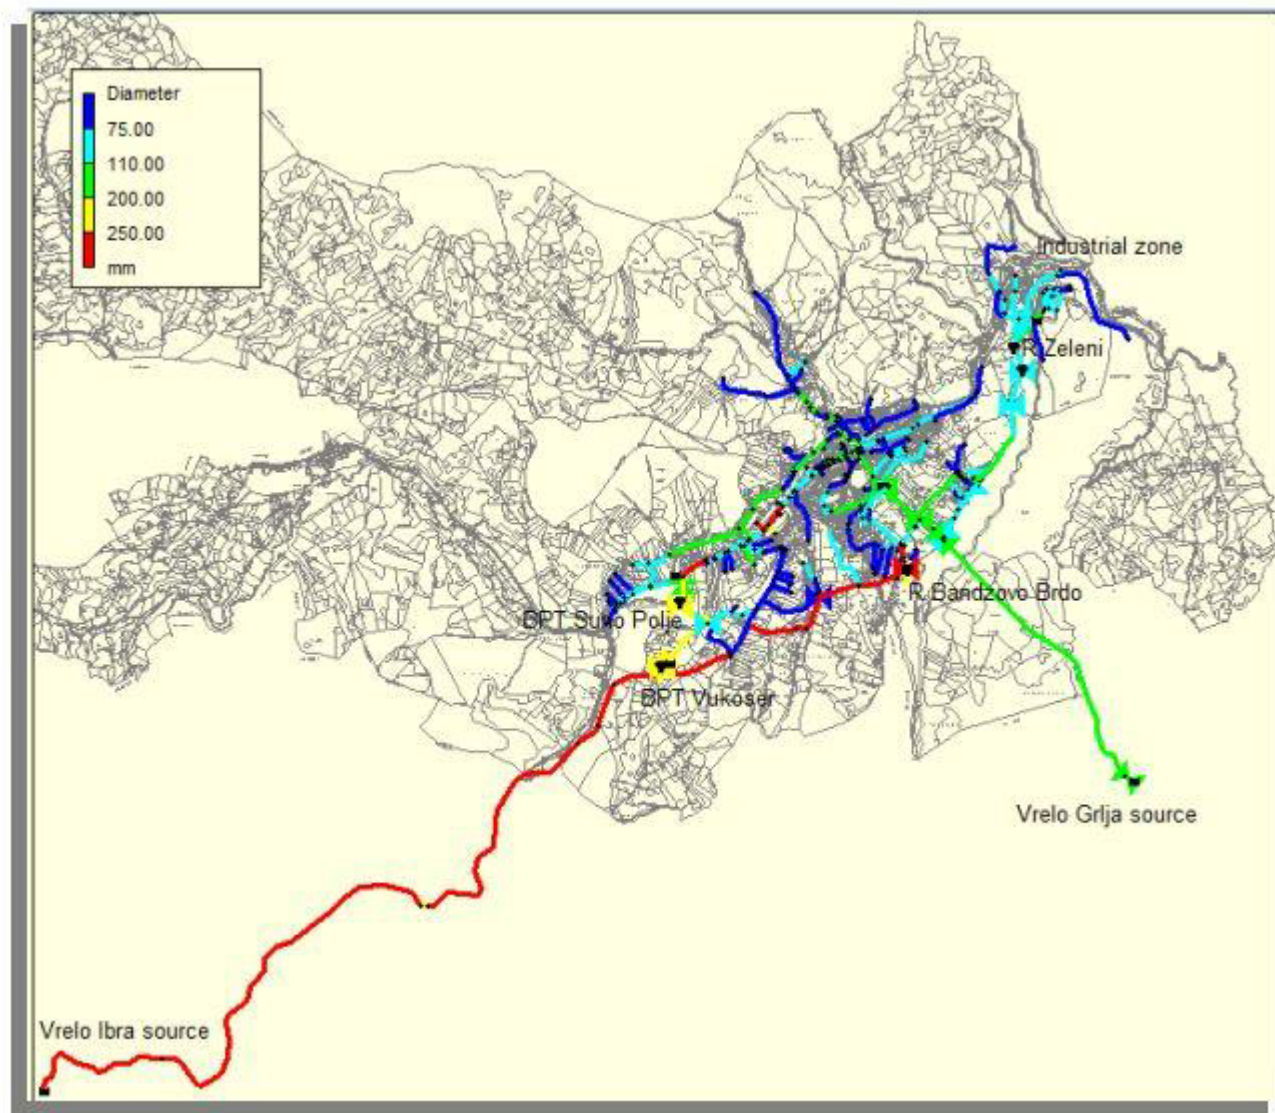 Diameter
75.00
110.00
200.00
250.00
mm
Industrial zone
R.Zeleni
R.Bandzovo Brdo
BPT Suvo Polje
BPT Vukoser
Vrelo Grlja source
Vrelo Ibra source